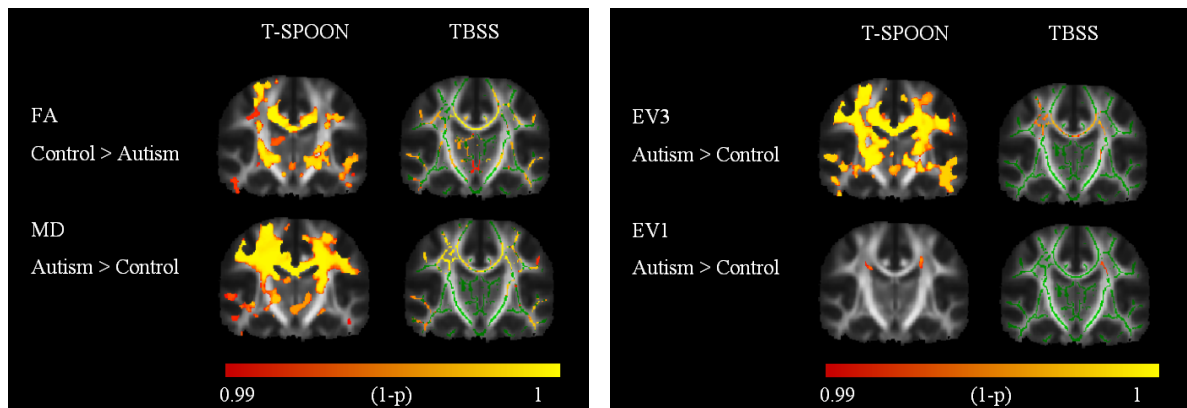 T-SPOON TBSS
FA
Control > Autism
MD
Autism > Control
0.99 (1-p) 1
T-SPOON TBSS
EV3
Autism > Control
EV1
Autism > Control
0.99 (1-p) 1